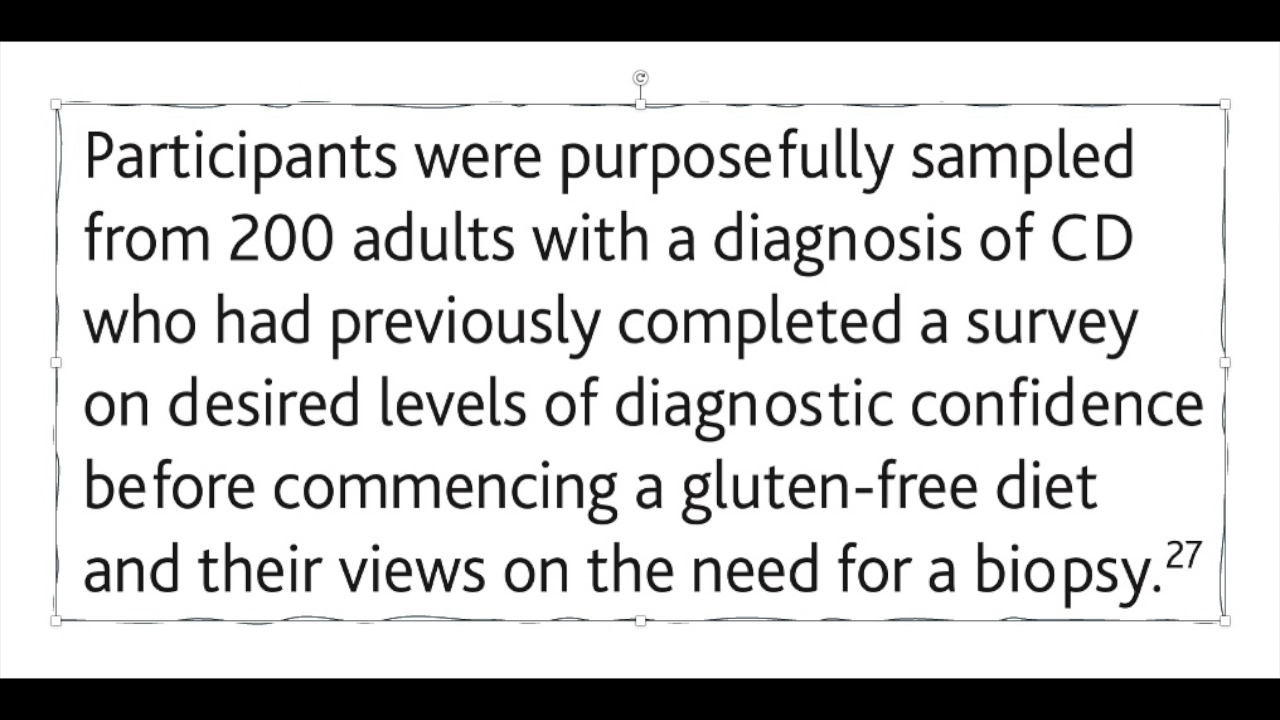 Participants were purposefully sampled
from 200 adults with a diagnosis of CD
who had previously completed a survey
on desired levels of diagnostic confidence
before commencing a gluten-free diet
and their views on the need for a biopsy.27